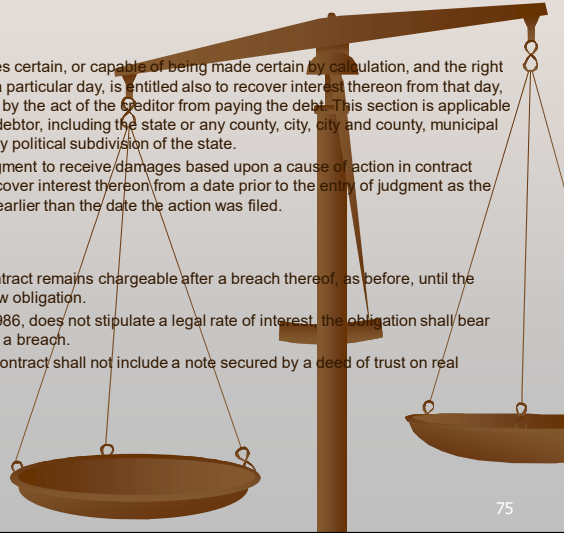 es certain, or capable of being made certain by calculation, and the right
a particular day, is entitled also to recover interest thereon from that day,
by the act of the creditor from paying the debt. This section is applicable
debtor, including the state or any county, city, city and county, municipal
y political subdivision of the state.
gment to receive damages based upon a cause of action in contract
cover interest thereon from a date prior to the entry of judgment as the
earlier than the date the action was filed.
ntract remains chargeable after a breach thereof, as before, until the
w obligation.
986, does not stipulate a legal rate of interest, the obligation shall bear
a breach.
ontract shall not include a note secured by a deed of trust on real
75